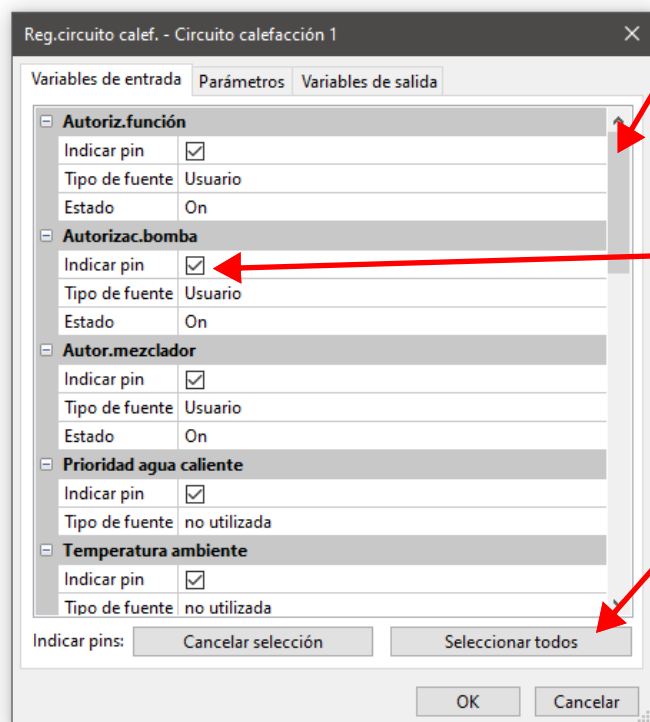 Reg.circuito calef. - Circuito calefacción 1
Variables de entrada Parámetros Variables de salida
Autoriz.función
Indicar pin
Tipo de fuente Usuario
Estado On
Autorizac.bomba
Indicar pin
Tipo de fuente Usuario
Estado On
Autor.mezclador
Indicar pin
Tipo de fuente Usuario
Estado On
Prioridad agua caliente
Indicar pin
Tipo de fuente no utilizada
Temperatura ambiente
Indicar pin
Tipo de fuente no utilizada
Indicar pins: Cancelar selección Seleccionar todos
OK Cancelar